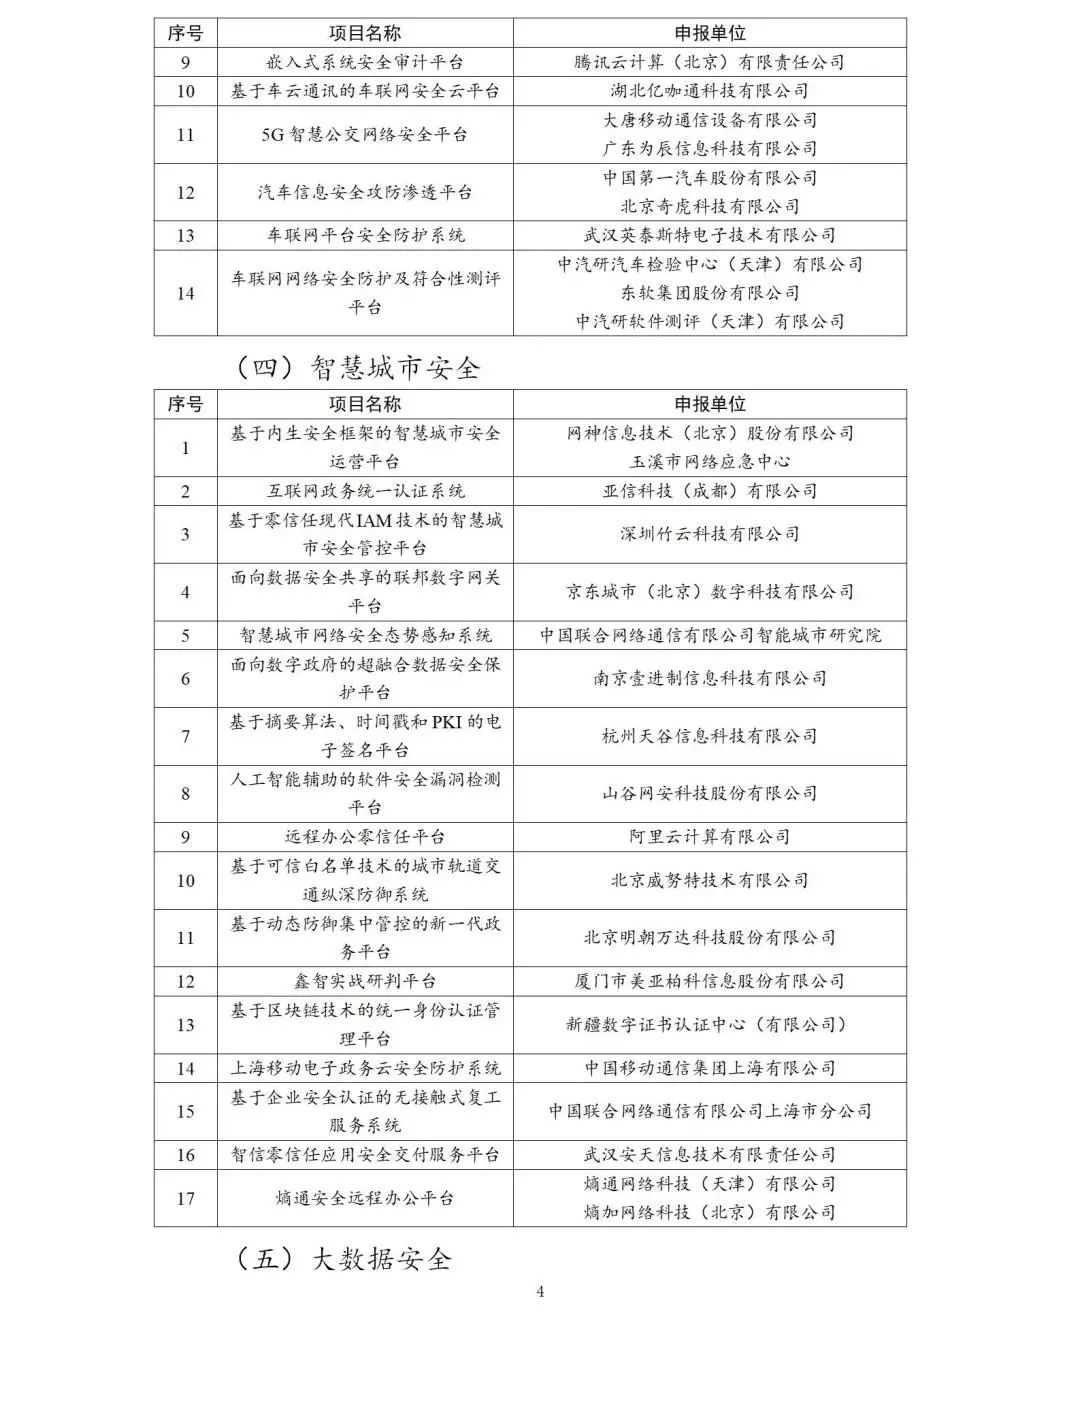 序号 项目名称 申报单位
9 嵌入式系统安全审计平台 腾讯云计算（北京）有限责任公司
10 基于车云通讯的车联网安全云平台 湖北亿咖通科技有限公司
11 5G 智慧公交网络安全平台 大唐移动通信设备有限公司
广东为辰信息科技有限公司
12 汽车信息安全攻防渗透平台 中国第一汽车股份有限公司
北京奇虎科技有限公司
13 车联网平台安全防护系统 武汉英泰斯特电子技术有限公司
14 车联网网络安全防护及符合性测评
平台
中汽研汽车检验中心（天津）有限公司
东软集团股份有限公司
中汽研软件测评（天津）有限公司
（四）智慧城市安全
序号 项目名称 申报单位
1 基于内生安全框架的智慧城市安全
运营平台
网神信息技术（北京）股份有限公司
玉溪市网络应急中心
2 互联网政务统一认证系统 亚信科技（成都）有限公司
3 基于零信任现代 IAM 技术的智慧城
市安全管控平台
深圳竹云科技有限公司
4 面向数据安全共享的联邦数字网关
平台
京东城市（北京）数字科技有限公司
5 智慧城市网络安全态势感知系统 中国联合网络通信有限公司智能城市研究院
6 面向数字政府的超融合数据安全保
护平台
南京壹进制信息科技有限公司
7 基于摘要算法、时间戳和 PKI 的电
子签名平台
杭州天谷信息科技有限公司
8 人工智能辅助的软件安全漏洞检测
平台
山谷网安科技股份有限公司
9 远程办公零信任平台 阿里云计算有限公司
10 基于可信白名单技术的城市轨道交
通纵深防御系统
北京威努特技术有限公司
11 基于动态防御集中管控的新一代政
务平台
北京明朝万达科技股份有限公司
12 鑫智实战研判平台 厦门市美亚柏科信息股份有限公司
13 基于区块链技术的统一身份认证管
理平台
新疆数字证书认证中心（有限公司）
14 上海移动电子政务云安全防护系统 中国移动通信集团上海有限公司
15 基于企业安全认证的无接触式复工
服务系统
中国联合网络通信有限公司上海市分公司
16 智信零信任应用安全交付服务平台 武汉安天信息技术有限责任公司
17 熵通安全远程办公平台 熵通网络科技（天津）有限公司
熵加网络科技（北京）有限公司
（五）大数据安全
4